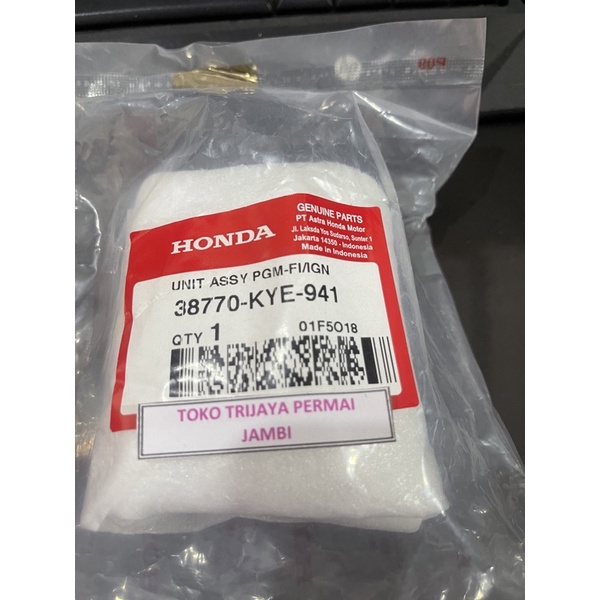 HONDA
GENUINE PARTS
PT Astra Honda Motor
Jl. Laksda Yos Sudarso, Sunter 1
Jakarta 14350 - Indonesia
Made in Indonesia
UNIT ASSY PGM-FI/IGN
38770-KYE-941
QTY 1
01F5O18
TOKO TRIJAYA PERMAI
JAMBI